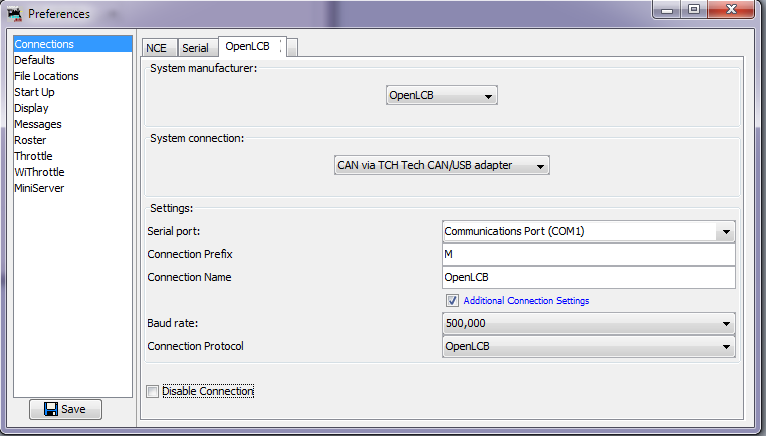 Preferences
Connections
Defaults
File Locations
Start Up
Display
Messages
Roster
Throttle
WiThrottle
MiniServer
Save
NCE Serial OpenLCB
System manufacturer:
OpenLCB
System connection:
CAN via TCH Tech CAN/USB adapter
Settings:
Serial port: Communications Port (COM1)
Connection Prefix M
Connection Name OpenLCB
Additional Connection Settings
Baud rate: 500,000
Connection Protocol OpenLCB
Disable Connection